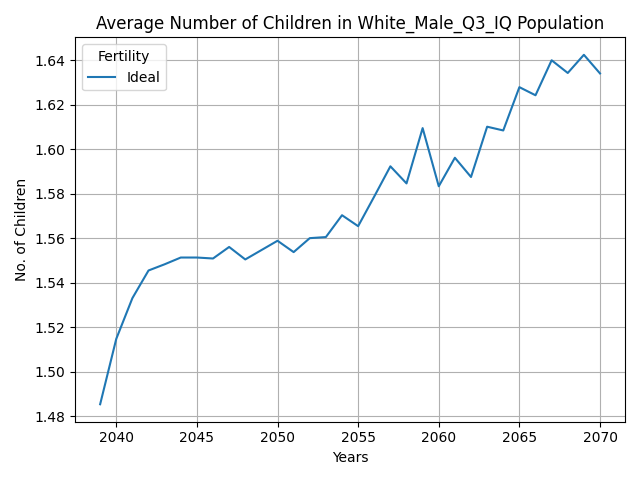 Average Number of Children in White_Male_Q3_IQ Population
Fertility
Ideal
No. of Children
1.64
1.62
1.60
1.58
1.56
1.54
1.52
1.50
1.48
2040 2045 2050 2055 2060 2065 2070
Years